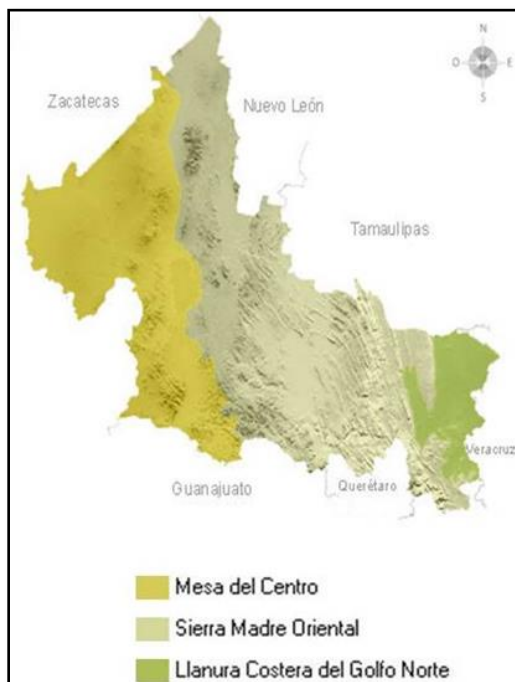 N
O E
S
Zacatecas
Nuevo León
Tamaulipas
Veracruz
Guanajuato
Querétaro
Mesa del Centro
Sierra Madre Oriental
Llanura Costera del Golfo Norte